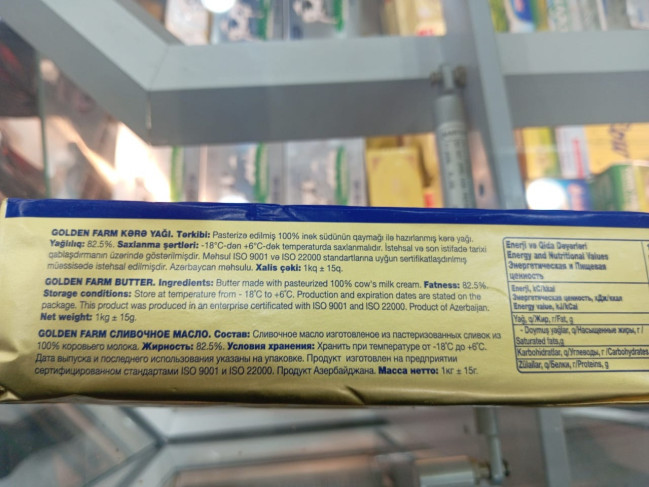 GOLDEN FARM KƏRƏ YAĞI. Tərkibi: Pasterizə edilmiş 100% inək südünün qaymağı ilə hazırlanmış kərə yağı.
Yağlılıq: 82.5%. Saxlanma şərtləri: -18°C-dən +6°C-dək temperaturda saxlanmalıdır. İstehsal və son istifadə tarixi
qablaşdırmanın üzərində göstərilmişdir. Məhsul ISO 9001 və ISO 22000 standartlarına uyğun sertifikatlaşdırılmış
müəssisədə istehsal edilmişdir. Azərbaycan məhsulu. Xalis çəki: 1kq ± 15q.
GOLDEN FARM BUTTER. Ingredients: Butter made with pasteurized 100% cow's milk cream. Fatness: 82.5%.
Storage conditions: Store at temperature from - 18°C to +6°C. Production and expiration dates are stated on the
package. This product was produced in an enterprise certificated with ISO 9001 and ISO 22000. Product of Azerbaijan.
Net weight: 1kg ± 15g.
GOLDEN FARM СЛИВОЧНОЕ МАСЛО. Состав: Сливочное масло изготовленое из пастеризованных сливок из
100% коровьего молока. Жирность: 82.5%. Условия хранения: Хранить при температуре от -18°С до +6°С.
Дата выпуска и последнего использования указаны на упаковке. Продукт изготовлен на предприятии
сертифицированном стандартами ISO 9001 и ISO 22000. Продукт Азербайджана. Масса нетто: 1кг ± 15г.
Enerji və Qida Dəyərləri
Energy and Nutritional Values
Энергетическая и Пищевая
ценность
Enerji, kC/kkal
Энергетическая ценность, кДж/ккал
Energy value, kJ/kCal
Yağ, q/Жир, г/Fat, g
- Doymuş yağlar, q/Насыщенные жиры, г/
Saturated fats,g
Karbohidratlar, q/Углеводы, г /Carbohydrates
Zülallar, q/Белки, г/Proteins, g